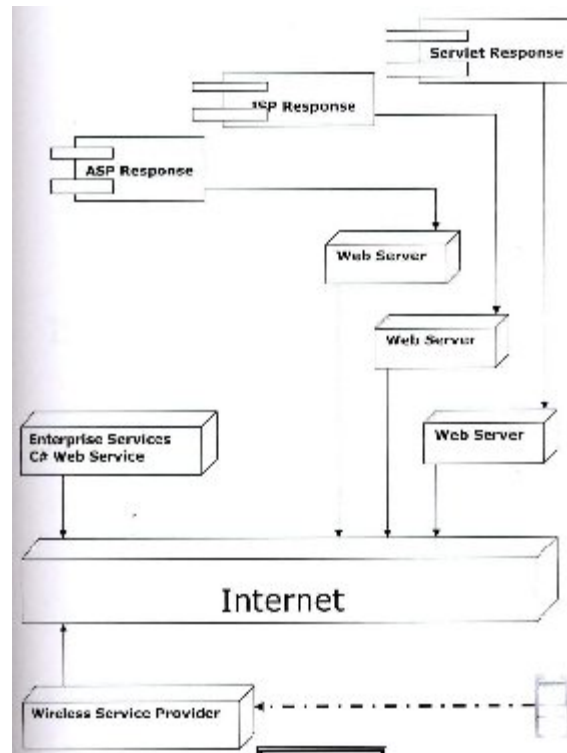 Servlet Response
JSP Response
ASP Response
Web Server
Web Server
Web Server
Enterprise Services
C# Web Service
Internet
Wireless Service Provider